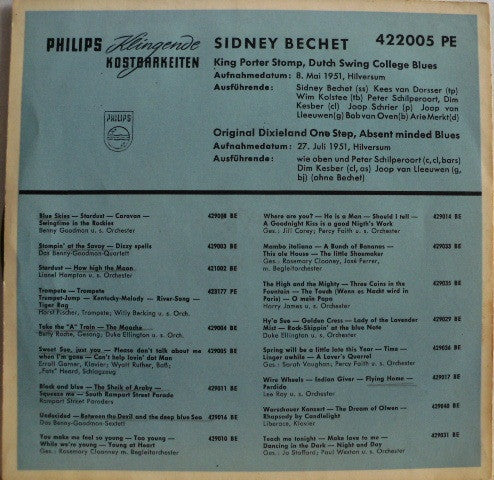 PHILIPS Klingende KOSTBARKEITEN
SIDNEY BECHET 422005 PE
King Porter Stomp, Dutch Swing College Blues
Aufnahmedatum: 8. Mai 1951, Hilversum
Ausführende: Sidney Bechet (ss) Kees van Dorsser (tp)
Wim Kolstee (tb) Peter Schilperoort, Dim
Kesber (cl) Joop Schrier (p) Joop van
Leeuwen(g) Bob van Oven(b) Arie Merkt(d)
PHILIPS
Original Dixieland One Step, Absent minded Blues
Aufnahmedatum: 27. Juli 1951, Hilversum
Ausführende: wie oben und Peter Schilperoort (c,cl,bars)
Dim Kesber (cl, as) Joop van Lleeuwen (g,
bj) (ohne Bechet)
Blue Skies — Stardust — Caravan —
Swingtime in the Rockies 429008 BE
Benny Goodman u. s. Orchester
Stompin' at the Savoy — Dizzy spells 429003 BE
Das Benny-Goodman-Quartett
Stardust — How high the Moon 421002 BE
Lionel Hampton u. s. Orchester
Trompete — Trompete
Trumpet-Jump — Kentucky-Melody — River-Song — 423177 PE
Tiger Rag
Horst Fischer, Trompete; Willy Berking u. s. Orch.
Take the "A" Train — The Mooche 429004 BE
Betty Roche, Gesang; Duke Ellington u. s. Orch.
Sweet Sue, just you — Please don't talk about me 429005 BE
when I'm gone — Can't help lovin' dat Man
Erroll Garner, Klavier; Wyatt Ruther, Baß;
„Fats" Heard, Schlagzeug
Black and blue — The Sheik of Araby — 429011 BE
Squeeze me — South Rampart Street Parade
Rampart Street Paraders
Undecided — Between the Devil and the deep blue Sea 429016 BE
Das Benny-Goodman-Sextett
You make me feel so young — Too young —
While we're young — Young at Heart 429010 BE
Ges.: Rosemary Cloaney m. Begleitorchester
Where are you? — He is a Man — Should I tell — 429014 BE
A Goodnight Kiss is a good Nigth's Work
Ges.: Jill Corey; Percy Faith u. s. Orchester
Mambo italiano — A Bunch of Bananas — 429033 BE
This ole House — The little Shoemaker
Ges.: Rosemary Cloaney, José Ferrer,
m. Begleitorchester
The High and the Mighty — Three Coins in the 429035 BE
Fountain — The Touch (Wenn es Nacht wird in
Paris) — O mein Papa
Harry James u. s. Orchester
Hy'a Sue — Golden Cress — Lady of the Lavender 429029 BE
Mist — Rock-Skippin' at the blue Note
Duke Ellington u. s. Orchester
Spring will be a little late this Year — Time — 429036 BE
Linger awhile — A Lover's Quarrel
Ges.: Sarah Vaughan; Percy Faith u. s. Orchester
Wire Wheels — Indian Giver — Flying Home — 429017 BE
Perdido
Leo Ray u. s. Orchester
Warschauer Konzert — The Dream of Olwen — 429040 BE
Rhapsody by Candlelight
Liberace, Klavier
Teach me tonight — Make love to me — 429031 BE
Dancing in the Dark — Night and Day
Ges.: Jo Stafford; Paul Weston u. s. Orchester